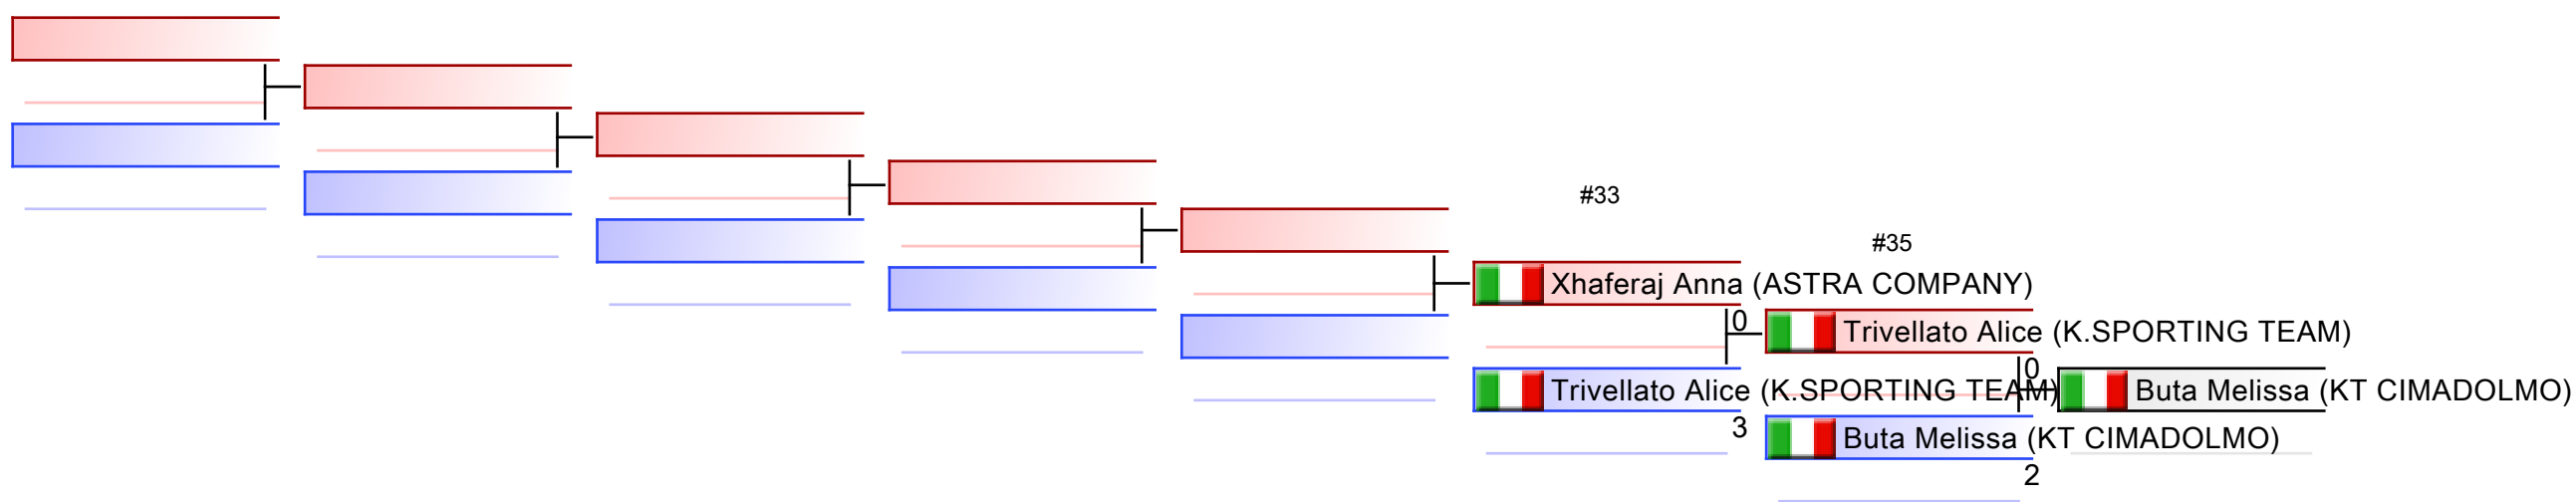 #33
#35
Xhaferaj Anna (ASTRA COMPANY)
0
Trivellato Alice (K.SPORTING TEAM)
0
Trivellato Alice (K.SPORTING TEAM)
Buta Melissa (KT CIMADOLMO)
3
Buta Melissa (KT CIMADOLMO)
2